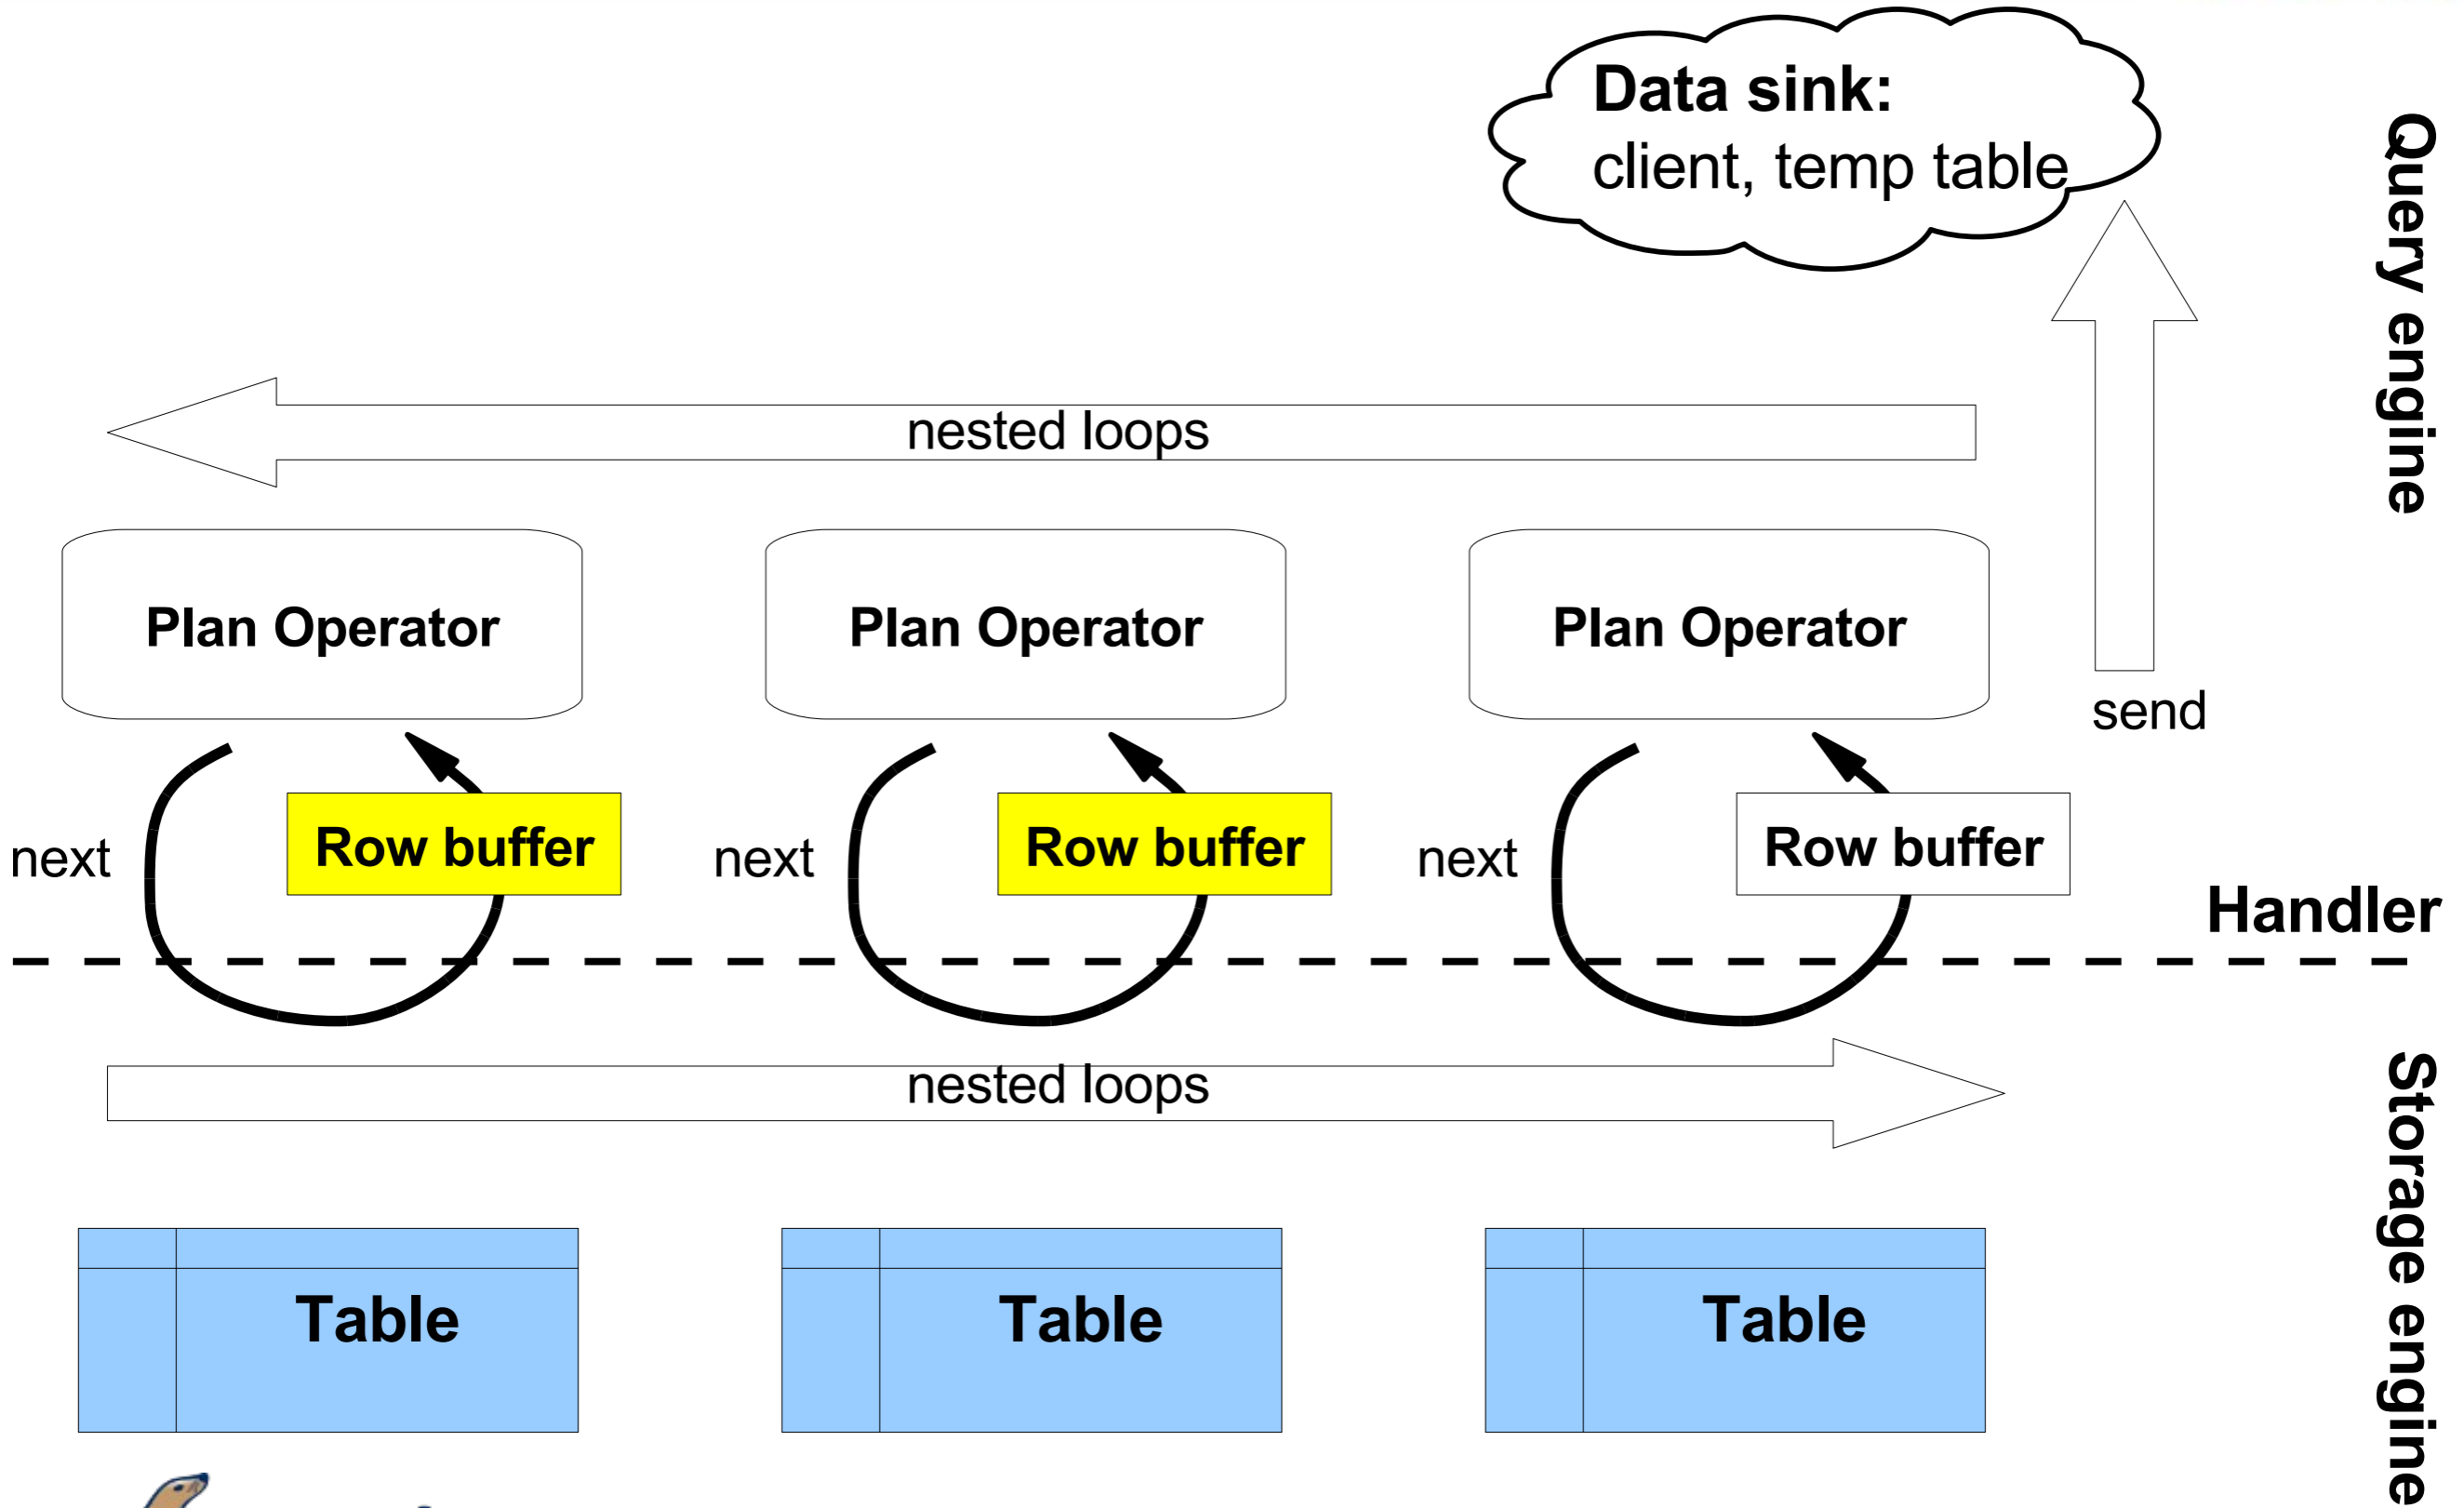 Data sink:
client, temp table
Query engine
nested loops
Plan Operator
Plan Operator
Plan Operator
send
next
Row buffer
next
Row buffer
next
Row buffer
Handler
nested loops
Storage engine
Table
Table
Table